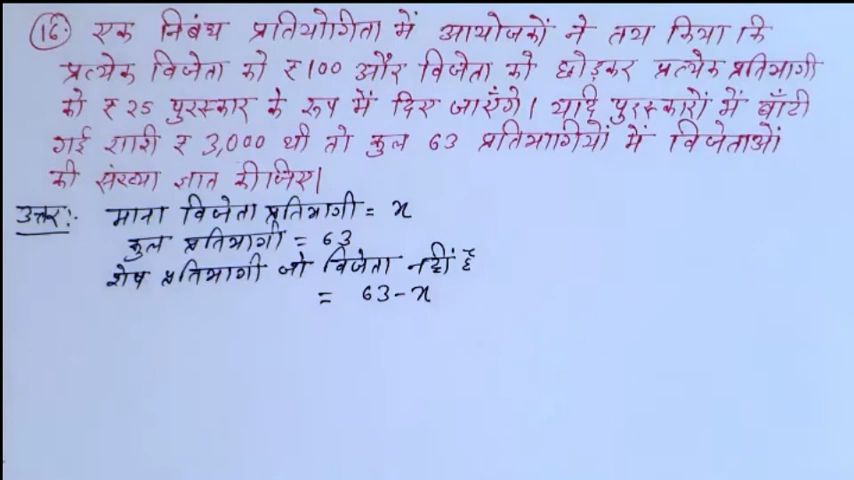 (16) एक निबंध प्रतियोगिता में आयोजकों ने तय किया कि
प्रत्येक विजेता को ₹100 और विजेता को छोड़कर प्रत्येक प्रतिभागी
को ₹25 पुरस्कार के रूप में दिए जाएँगे। यदि पुरस्कारों में बाँटी
गई राशी ₹3,000 थी तो कुल 63 प्रतिभागीयों में विजेताओं
की संख्या ज्ञात कीजिए।
उत्तर:- माना विजेता प्रतिभागी = x
कुल प्रतिभागी = 63
शेष प्रतिभागी जो विजेता नहीं है
= 63-x